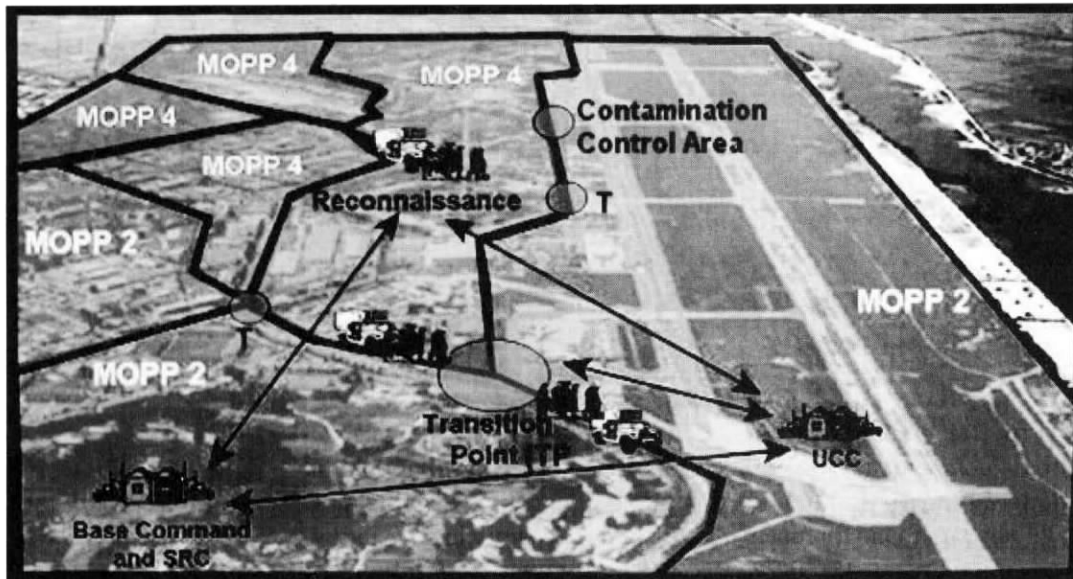 MOPP 4
MOPP 4
MOPP 4
Contamination
Control Area
MOPP 4
Reconnaissance
T
MOPP 2
MOPP 2
T
MOPP 2
Transition
Point TP
UCC
Base Command
and SRC